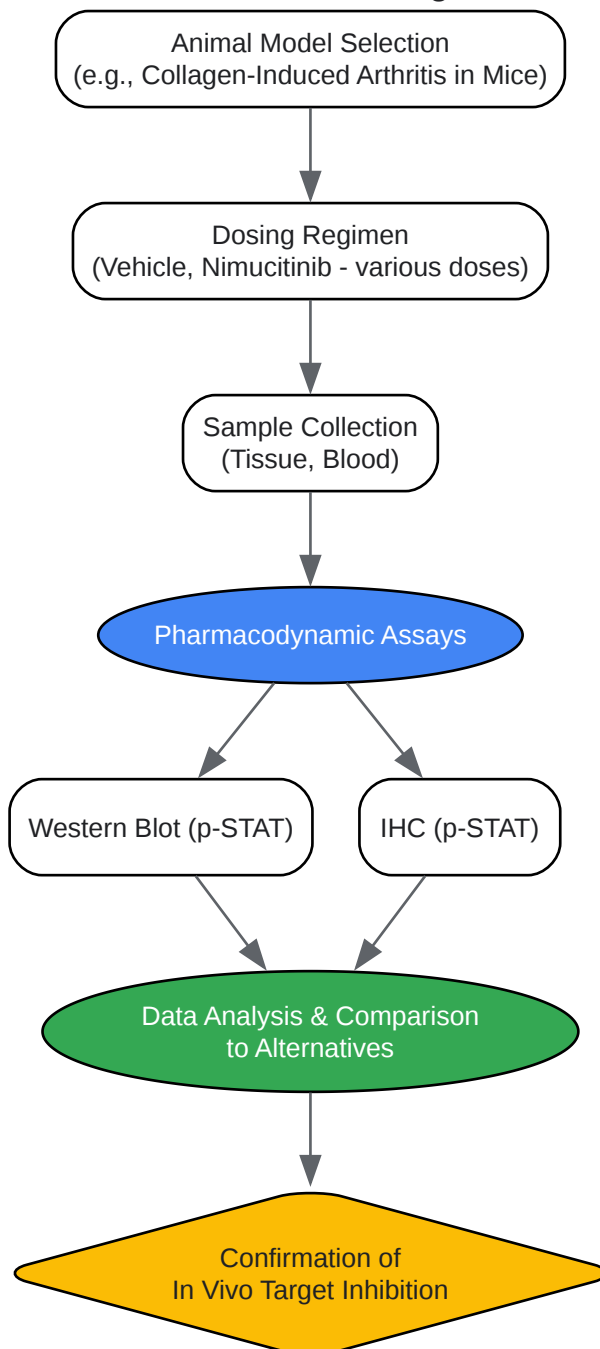 Animal Model Selection
(e.g., Collagen-Induced Arthritis in Mice)
Dosing Regimen
(Vehicle, Nimucitinib - various doses)
Sample Collection
(Tissue, Blood)
Pharmacodynamic Assays
Western Blot (p-STAT)
IHC (p-STAT)
Data Analysis & Comparison
to Alternatives
Confirmation of
In Vivo Target Inhibition